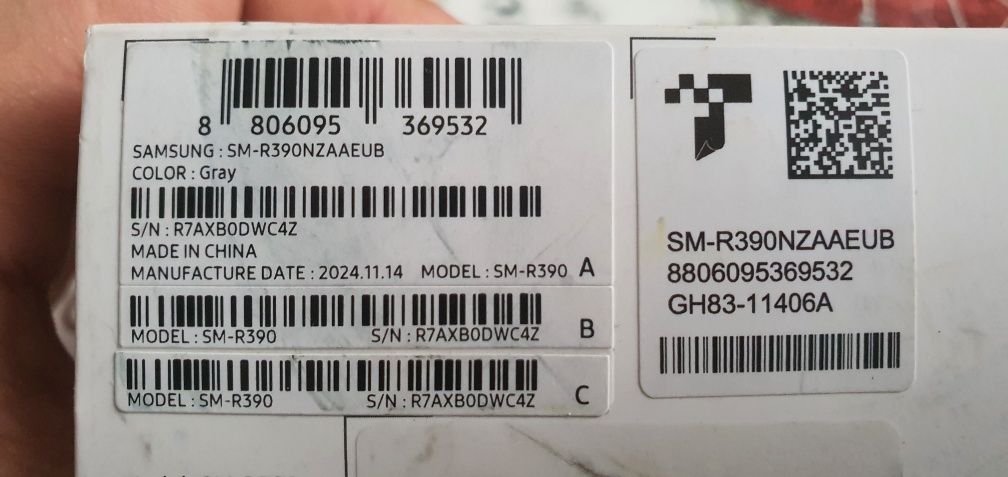 8 806095 369532
SAMSUNG : SM-R390NZAAEUB
COLOR : Gray
S/N : R7AXB0DWC4Z
MADE IN CHINA
MANUFACTURE DATE : 2024.11.14 MODEL : SM-R390 A
MODEL : SM-R390 S/N : R7AXB0DWC4Z B
MODEL : SM-R390 S/N : R7AXB0DWC4Z C
SM-R390NZAAEUB
8806095369532
GH83-11406A